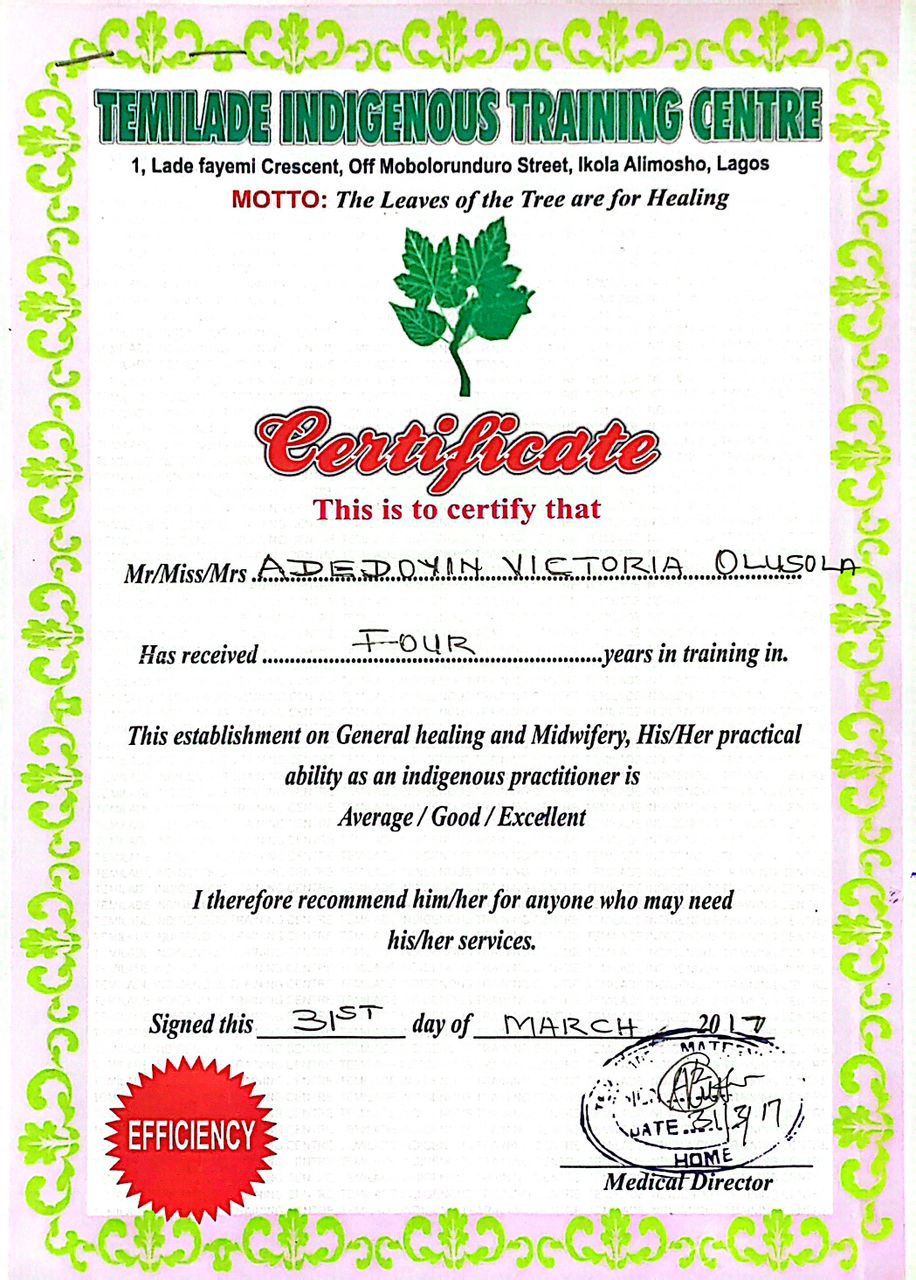 TEMILADE INDIGENOUS TRAINING CENTRE
1, Lade fayemi Crescent, Off Mobolorunduro Street, Ikola Alimosho, Lagos
MOTTO: The Leaves of the Tree are for Healing
Certificate
This is to certify that
Mr/Miss/Mrs ADEDOYIN VICTORIA OLUSOLA
Has received FOUR years in training in.
This establishment on General healing and Midwifery, His/Her practical
ability as an indigenous practitioner is
Average / Good / Excellent
I therefore recommend him/her for anyone who may need
his/her services.
Signed this 31ST day of MARCH 2017
EFFICIENCY
DATE 31/3/17
HOME
Medical Director